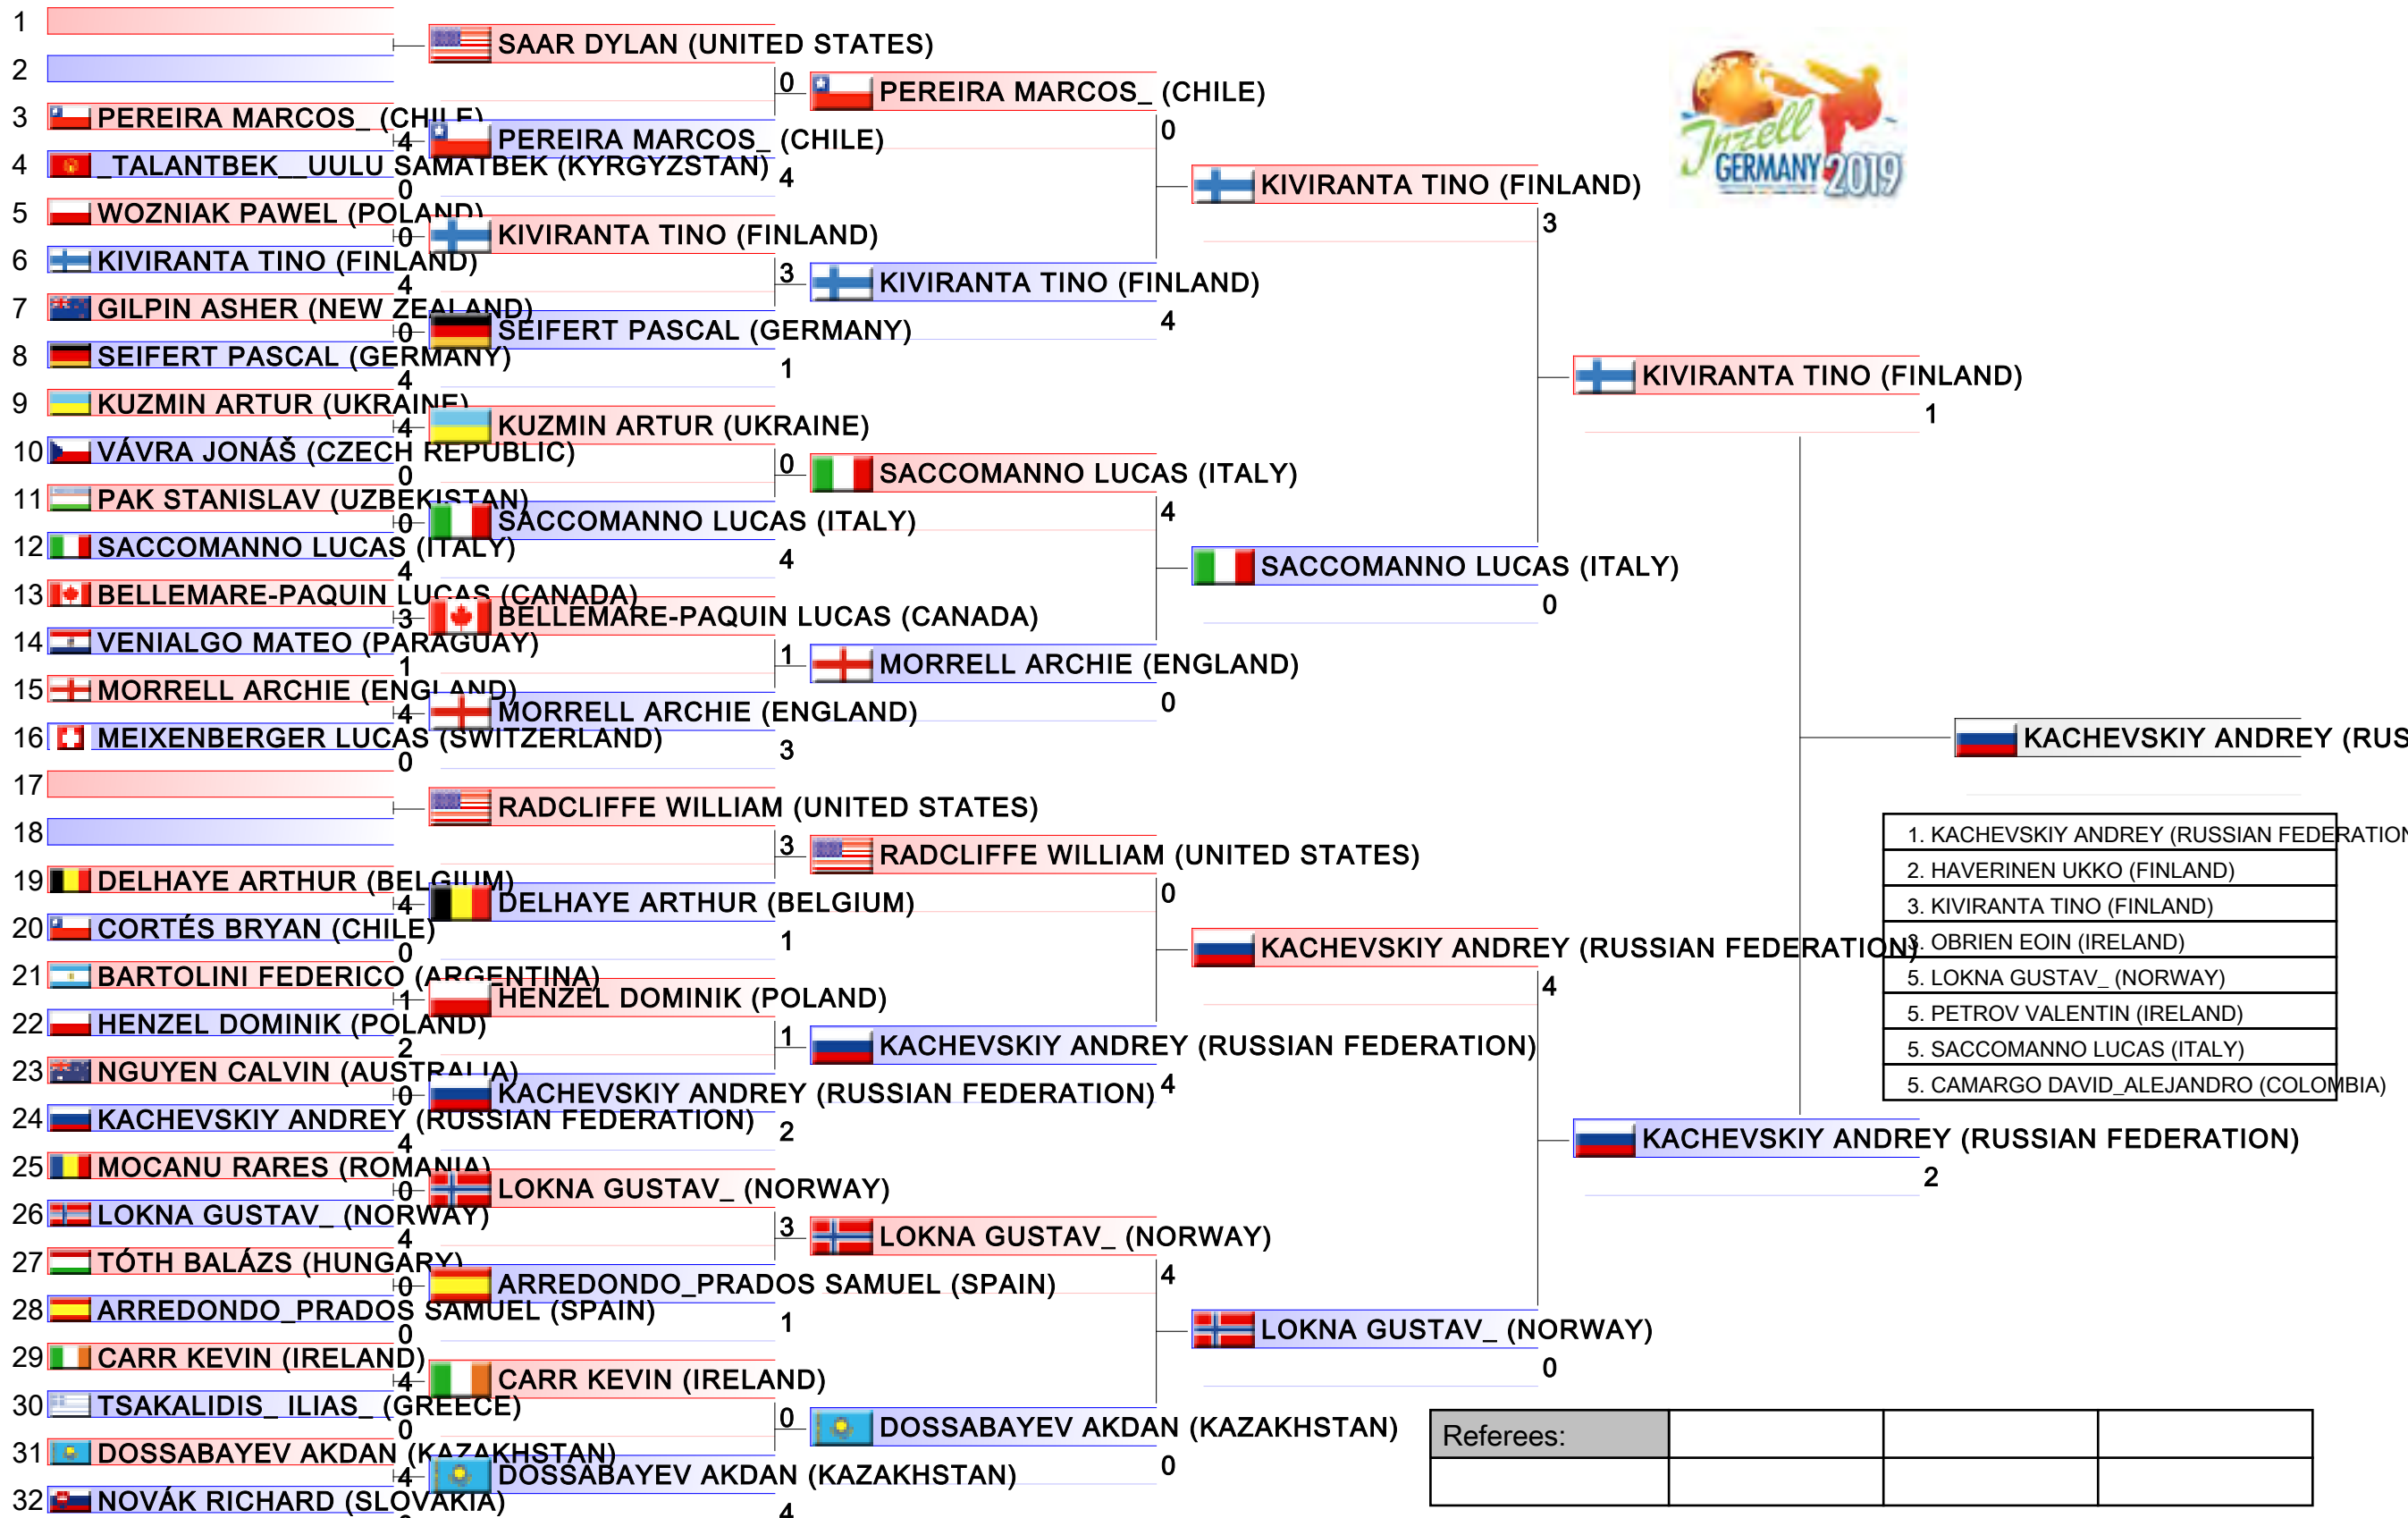 1
2
3 PEREIRA MARCOS_ (CHILE)
4
4 _TALANTBEK__UULU SAMATBEK (KYRGYZSTAN)
0
5 WOZNIAK PAWEL (POLAND)
0
6 KIVIRANTA TINO (FINLAND)
4
7 GILPIN ASHER (NEW ZEALAND)
0
8 SEIFERT PASCAL (GERMANY)
4
9 KUZMIN ARTUR (UKRAINE)
4
10 VÁVRA JONÁŠ (CZECH REPUBLIC)
0
11 PAK STANISLAV (UZBEKISTAN)
0
12 SACCOMANNO LUCAS (ITALY)
4
13 BELLEMARE-PAQUIN LUCAS (CANADA)
3
14 VENIALGO MATEO (PARAGUAY)
1
15 MORRELL ARCHIE (ENGLAND)
4
16 MEIXENBERGER LUCAS (SWITZERLAND)
0
17
18
19 DELHAYE ARTHUR (BELGIUM)
4
20 CORTÉS BRYAN (CHILE)
0
21 BARTOLINI FEDERICO (ARGENTINA)
1
22 HENZEL DOMINIK (POLAND)
2
23 NGUYEN CALVIN (AUSTRALIA)
0
24 KACHEVSKIY ANDREY (RUSSIAN FEDERATION)
4
25 MOCANU RARES (ROMANIA)
0
26 LOKNA GUSTAV_ (NORWAY)
4
27 TÓTH BALÁZS (HUNGARY)
0
28 ARREDONDO_PRADOS SAMUEL (SPAIN)
0
29 CARR KEVIN (IRELAND)
4
30 TSAKALIDIS_ ILIAS_ (GREECE)
0
31 DOSSABAYEV AKDAN (KAZAKHSTAN)
4
32 NOVÁK RICHARD (SLOVAKIA)
SAAR DYLAN (UNITED STATES)
0
PEREIRA MARCOS_ (CHILE)
4
KIVIRANTA TINO (FINLAND)
3
SEIFERT PASCAL (GERMANY)
1
KUZMIN ARTUR (UKRAINE)
0
SACCOMANNO LUCAS (ITALY)
4
BELLEMARE-PAQUIN LUCAS (CANADA)
1
MORRELL ARCHIE (ENGLAND)
3
RADCLIFFE WILLIAM (UNITED STATES)
3
DELHAYE ARTHUR (BELGIUM)
1
HENZEL DOMINIK (POLAND)
1
KACHEVSKIY ANDREY (RUSSIAN FEDERATION)
2
LOKNA GUSTAV_ (NORWAY)
3
ARREDONDO_PRADOS SAMUEL (SPAIN)
1
CARR KEVIN (IRELAND)
0
DOSSABAYEV AKDAN (KAZAKHSTAN)
4
PEREIRA MARCOS_ (CHILE)
0
KIVIRANTA TINO (FINLAND)
4
SACCOMANNO LUCAS (ITALY)
4
MORRELL ARCHIE (ENGLAND)
0
RADCLIFFE WILLIAM (UNITED STATES)
0
KACHEVSKIY ANDREY (RUSSIAN FEDERATION)
4
LOKNA GUSTAV_ (NORWAY)
4
DOSSABAYEV AKDAN (KAZAKHSTAN)
0
KIVIRANTA TINO (FINLAND)
3
SACCOMANNO LUCAS (ITALY)
0
KACHEVSKIY ANDREY (RUSSIAN FEDERATION)
4
LOKNA GUSTAV_ (NORWAY)
0
KIVIRANTA TINO (FINLAND)
1
KACHEVSKIY ANDREY (RUSSIAN FEDERATION)
2
Inzell
GERMANY 2019
KACHEVSKIY ANDREY (RUS
1. KACHEVSKIY ANDREY (RUSSIAN FEDERATION
2. HAVERINEN UKKO (FINLAND)
3. KIVIRANTA TINO (FINLAND)
3. OBRIEN EOIN (IRELAND)
5. LOKNA GUSTAV_ (NORWAY)
5. PETROV VALENTIN (IRELAND)
5. SACCOMANNO LUCAS (ITALY)
5. CAMARGO DAVID_ALEJANDRO (COLOMBIA)
Referees: